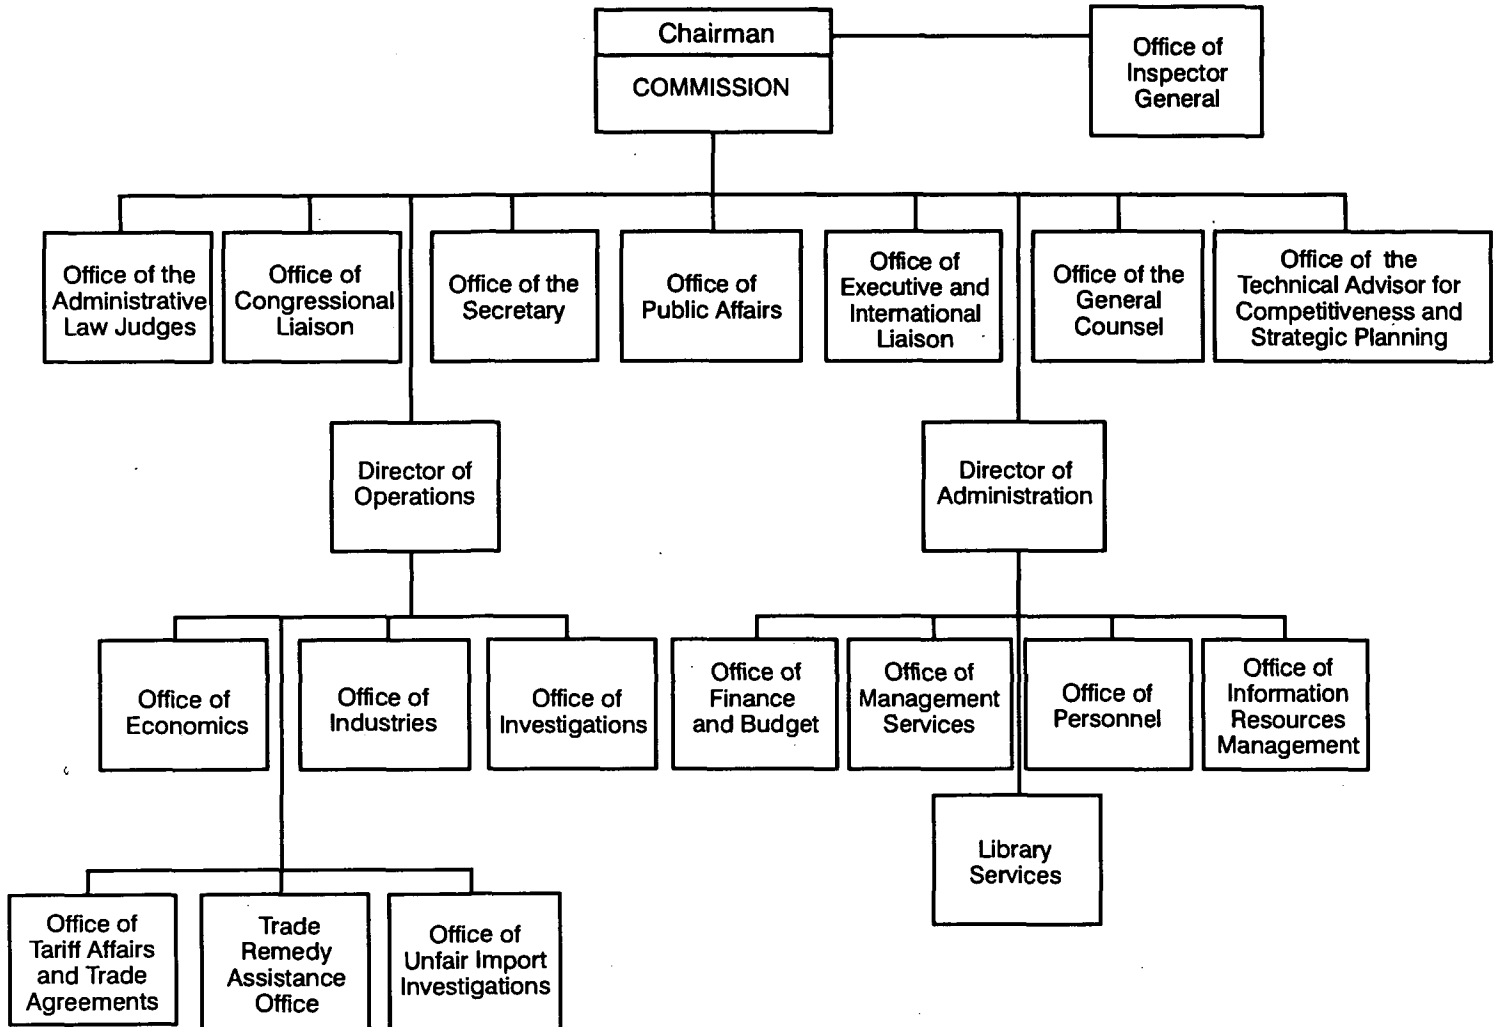 Chairman
COMMISSION
Office of
Inspector
General
Office of the
Administrative
Law Judges
Office of
Congressional
Liaison
Office of the
Secretary
Office of
Public Affairs
Office of
Executive and
International
Liaison
Office of the
General
Counsel
Office of the
Technical Advisor for
Competitiveness and
Strategic Planning
Director of
Operations
Director of
Administration
Office of
Economics
Office of
Industries
Office of
Investigations
Office of
Finance
and Budget
Office of
Management
Services
Office of
Personnel
Office of
Information
Resources
Management
Library
Services
Office of
Tariff Affairs
and Trade
Agreements
Trade
Remedy
Assistance
Office
Office of
Unfair Import
Investigations